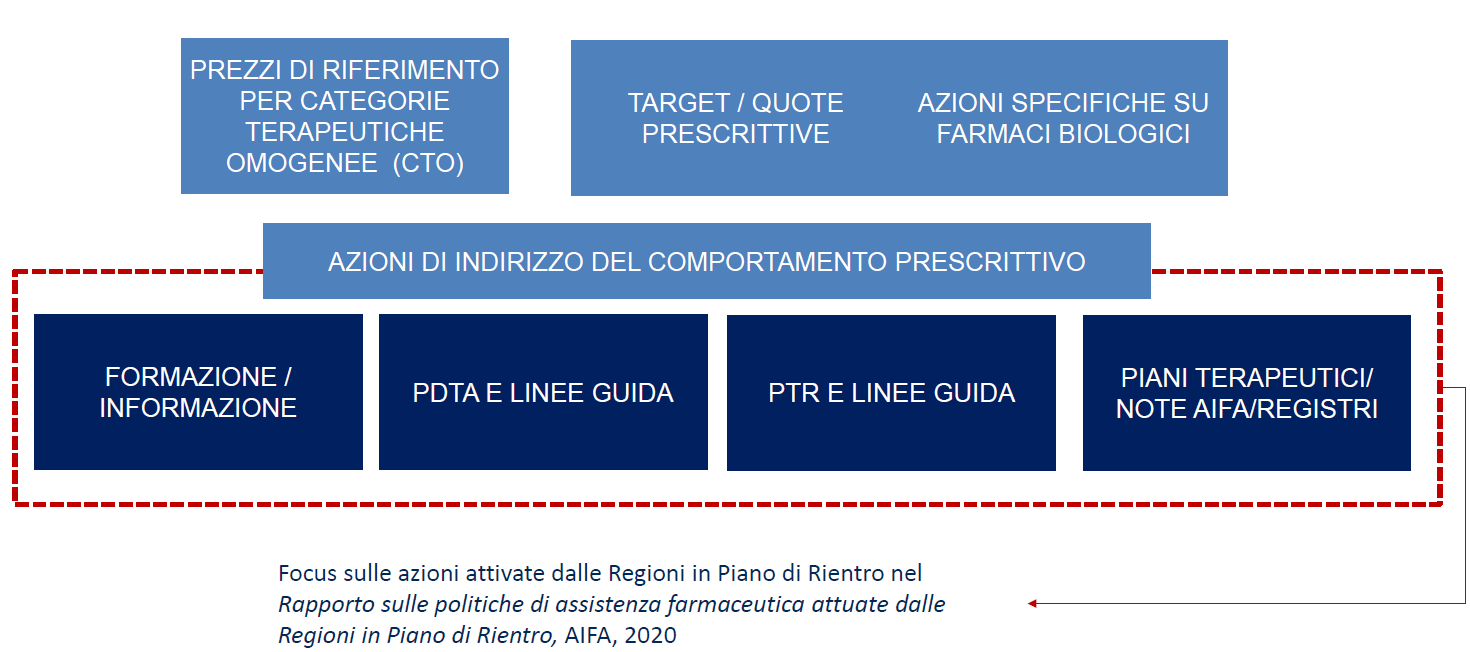 PREZZI DI RIFERIMENTO
PER CATEGORIE
TERAPEUTICHE
OMOGENEE (CTO)
TARGET / QUOTE
PRESCRITTIVE
AZIONI SPECIFICHE SU
FARMACI BIOLOGICI
AZIONI DI INDIRIZZO DEL COMPORTAMENTO PRESCRITTIVO
FORMAZIONE /
INFORMAZIONE
PDTA E LINEE GUIDA
PTR E LINEE GUIDA
PIANI TERAPEUTICI/
NOTE AIFA/REGISTRI
Focus sulle azioni attivate dalle Regioni in Piano di Rientro nel
Rapporto sulle politiche di assistenza farmaceutica attuate dalle
Regioni in Piano di Rientro, AIFA, 2020